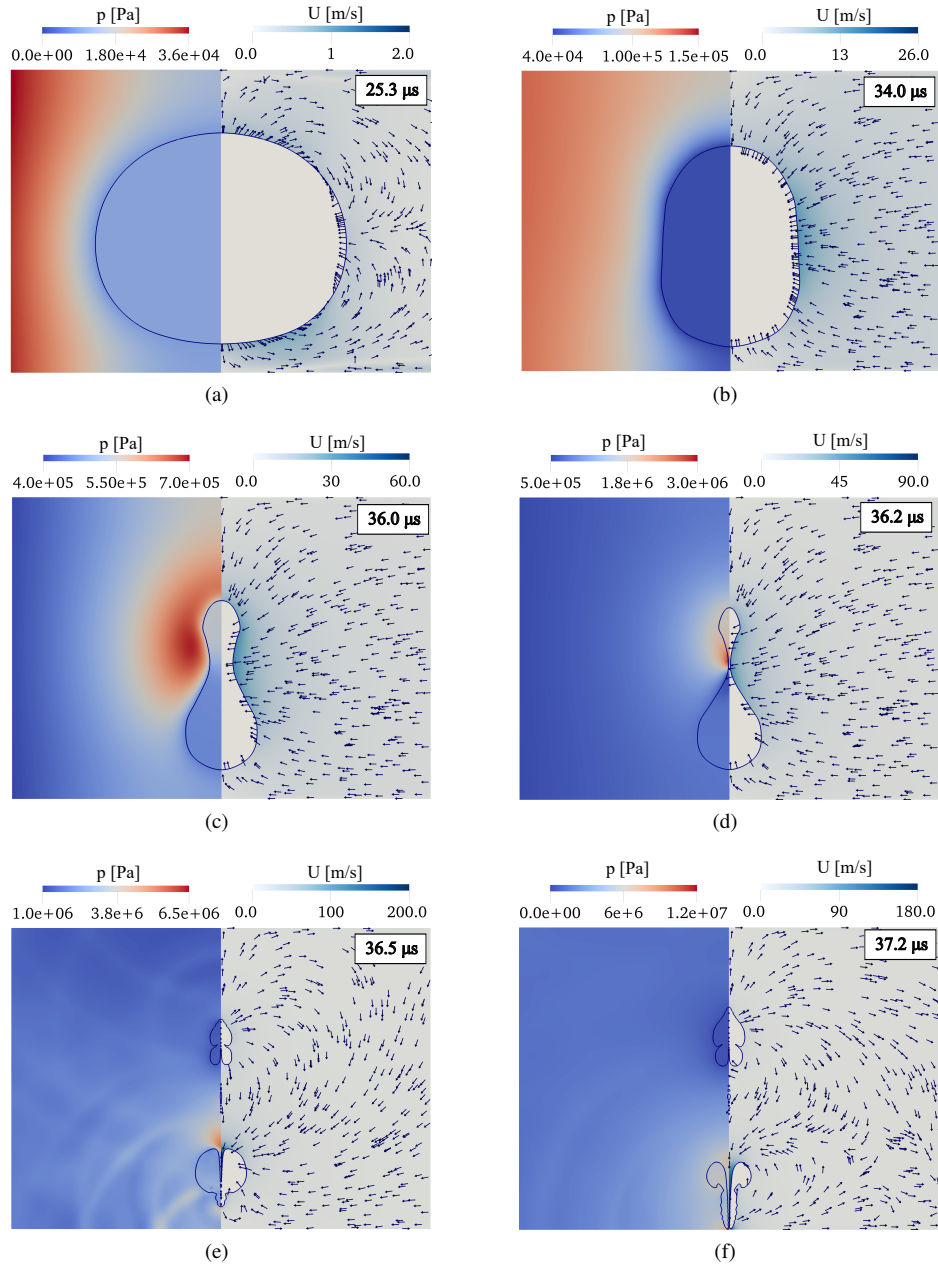 p [Pa] U [m/s]
0.0e+00 1.80e+04 3.6e+04 0.0 1 2.0
25.3 μs
(a)
p [Pa] U [m/s]
4.0e+04 1.00e+05 1.5e+05 0.0 13 26.0
34.0 μs
(b)
p [Pa] U [m/s]
4.0e+05 5.50e+05 7.0e+05 0.0 30 60.0
36.0 μs
(c)
p [Pa] U [m/s]
5.0e+05 1.8e+6 3.0e+06 0.0 45 90.0
36.2 μs
(d)
p [Pa] U [m/s]
1.0e+06 3.8e+6 6.5e+06 0.0 100 200.0
36.5 μs
(e)
p [Pa] U [m/s]
0.0e+00 6e+6 1.2e+07 0.0 90 180.0
37.2 μs
(f)